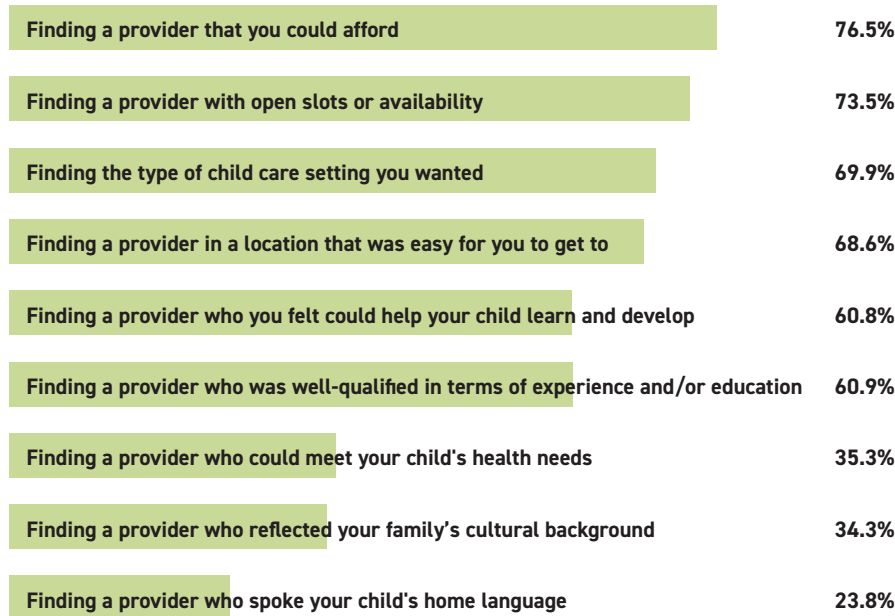 Finding a provider that you could afford 76.5%
Finding a provider with open slots or availability 73.5%
Finding the type of child care setting you wanted 69.9%
Finding a provider in a location that was easy for you to get to 68.6%
Finding a provider who you felt could help your child learn and develop 60.8%
Finding a provider who was well-qualified in terms of experience and/or education 60.9%
Finding a provider who could meet your child's health needs 35.3%
Finding a provider who reflected your family’s cultural background 34.3%
Finding a provider who spoke your child's home language 23.8%